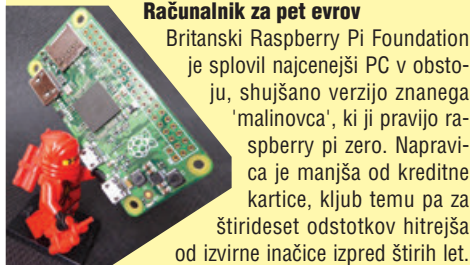 Računalnik za pet evrov
Britanski Raspberry Pi Foundation
je splovil najcenejši PC v obsto-
ju, shujšano verzijo znanega
'malinovca', ki ji pravijo ra-
spberry pi zero. Napravi-
ca je manjša od kreditne
kartice, kljub temu pa za
štirideset odstotkov hitrejša
od izvirne inačice izpred štirih let.